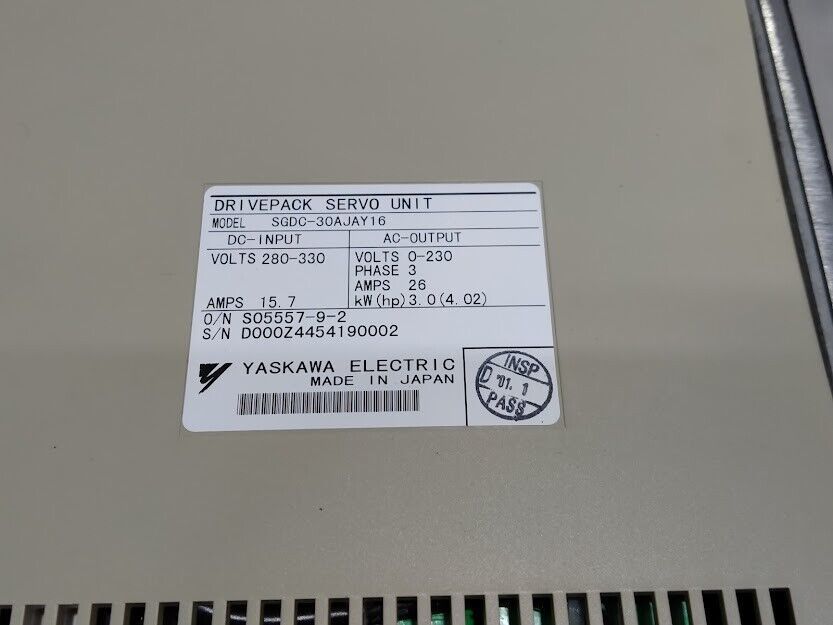 DRIVEPACK SERVO UNIT
MODEL SGDC-30AJAY16
DC-INPUT
VOLTS 280-330
AMPS 15.7
AC-OUTPUT
VOLTS 0-230
PHASE 3
AMPS 26
kW(hp)3.0(4.02)
O/N S05557-9-2
S/N D000Z4454190002
YASKAWA ELECTRIC
MADE IN JAPAN
INSP
D '01. 1
PASS